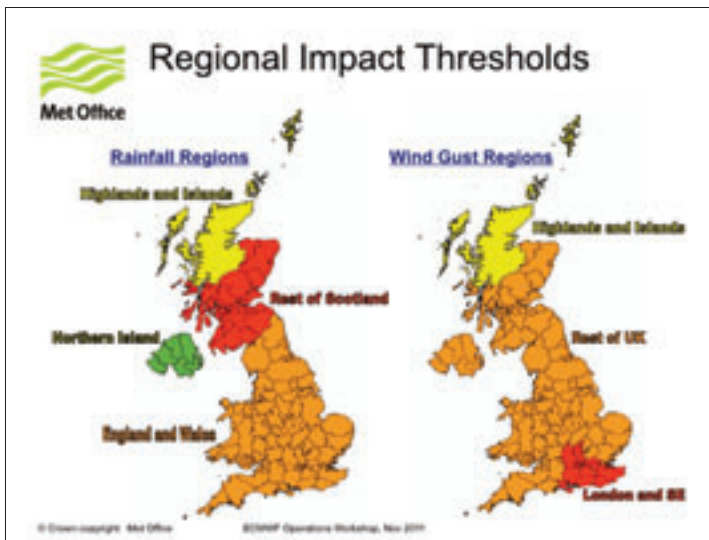 Regional Impact Thresholds
Met Office
Rainfall Regions
Wind Gust Regions
Highlands and Islands
Highlands and Islands
Rest of Scotland
Northern Island
Rest of UK
England and Wales
London and SE
© Crown copyright Met Office
ECMWF Operations Workshop, Nov 2011